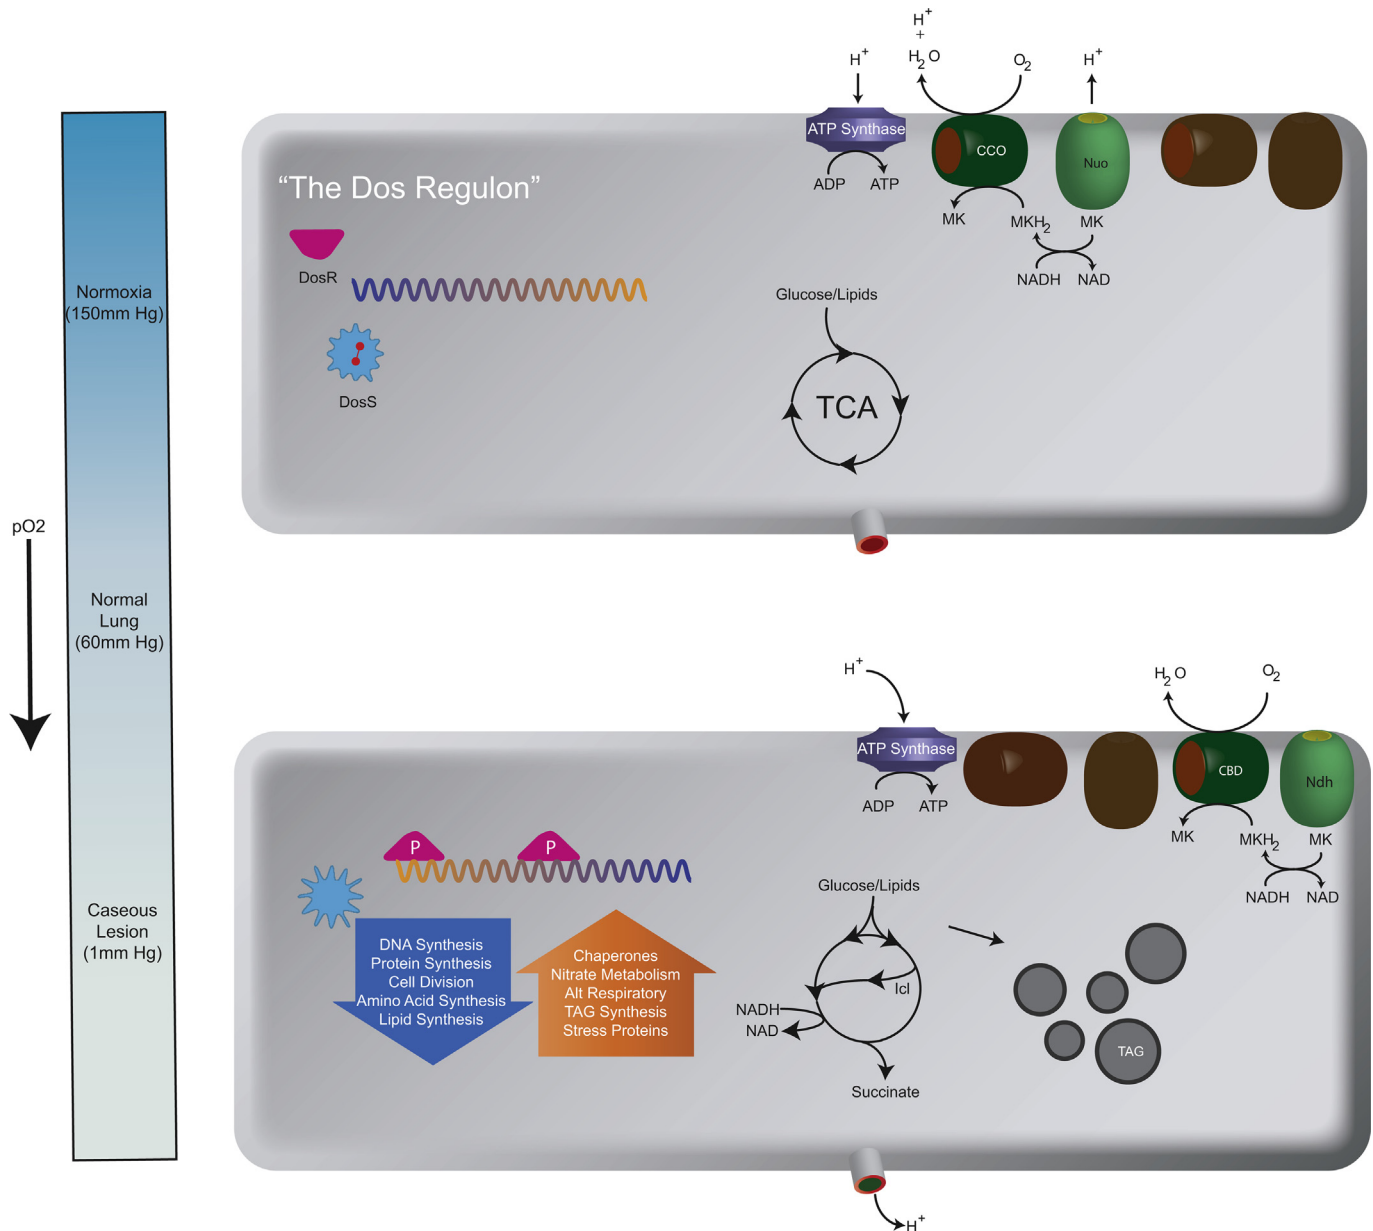 pO2
Normoxia
(150mm Hg)
Normal
Lung
(60mm Hg)
Caseous
Lesion
(1mm Hg)
“The Dos Regulon”
DosR
DosS
H+
H+
+
H2O
O2
H+
ATP Synthase
CCO
Nuo
ADP
ATP
MK
MKH2
MK
NADH
NAD
Glucose/Lipids
TCA
H+
H2O
O2
ATP Synthase
CBD
Ndh
ADP
ATP
MK
MKH2
MK
NADH
NAD
P
P
DNA Synthesis
Protein Synthesis
Cell Division
Amino Acid Synthesis
Lipid Synthesis
Chaperones
Nitrate Metabolism
Alt Respiratory
TAG Synthesis
Stress Proteins
Glucose/Lipids
Icl
NADH
NAD
Succinate
TAG
H+